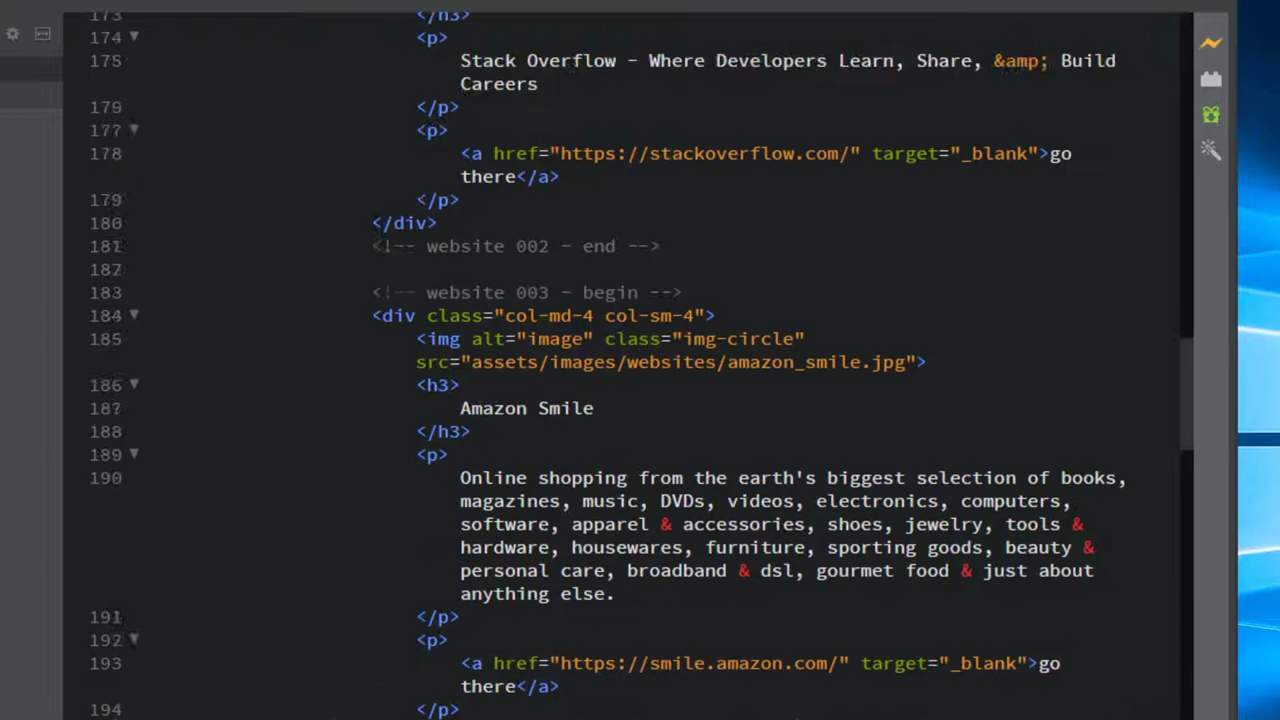 173 </h3>
174 <p>
175 Stack Overflow - Where Developers Learn, Share, &amp; Build
Careers
179 </p>
177 <p>
178 <a href="https://stackoverflow.com/" target="_blank">go
there</a>
179 </p>
180 </div>
181 <!-- website 002 - end -->
182
183 <!-- website 003 - begin -->
184 <div class="col-md-4 col-sm-4">
185 <img alt="image" class="img-circle"
src="assets/images/websites/amazon_smile.jpg">
186 <h3>
187 Amazon Smile
188 </h3>
189 <p>
190 Online shopping from the earth's biggest selection of books,
magazines, music, DVDs, videos, electronics, computers,
software, apparel & accessories, shoes, jewelry, tools &
hardware, housewares, furniture, sporting goods, beauty &
personal care, broadband & dsl, gourmet food & just about
anything else.
191 </p>
192 <p>
193 <a href="https://smile.amazon.com/" target="_blank">go
there</a>
194 </p>